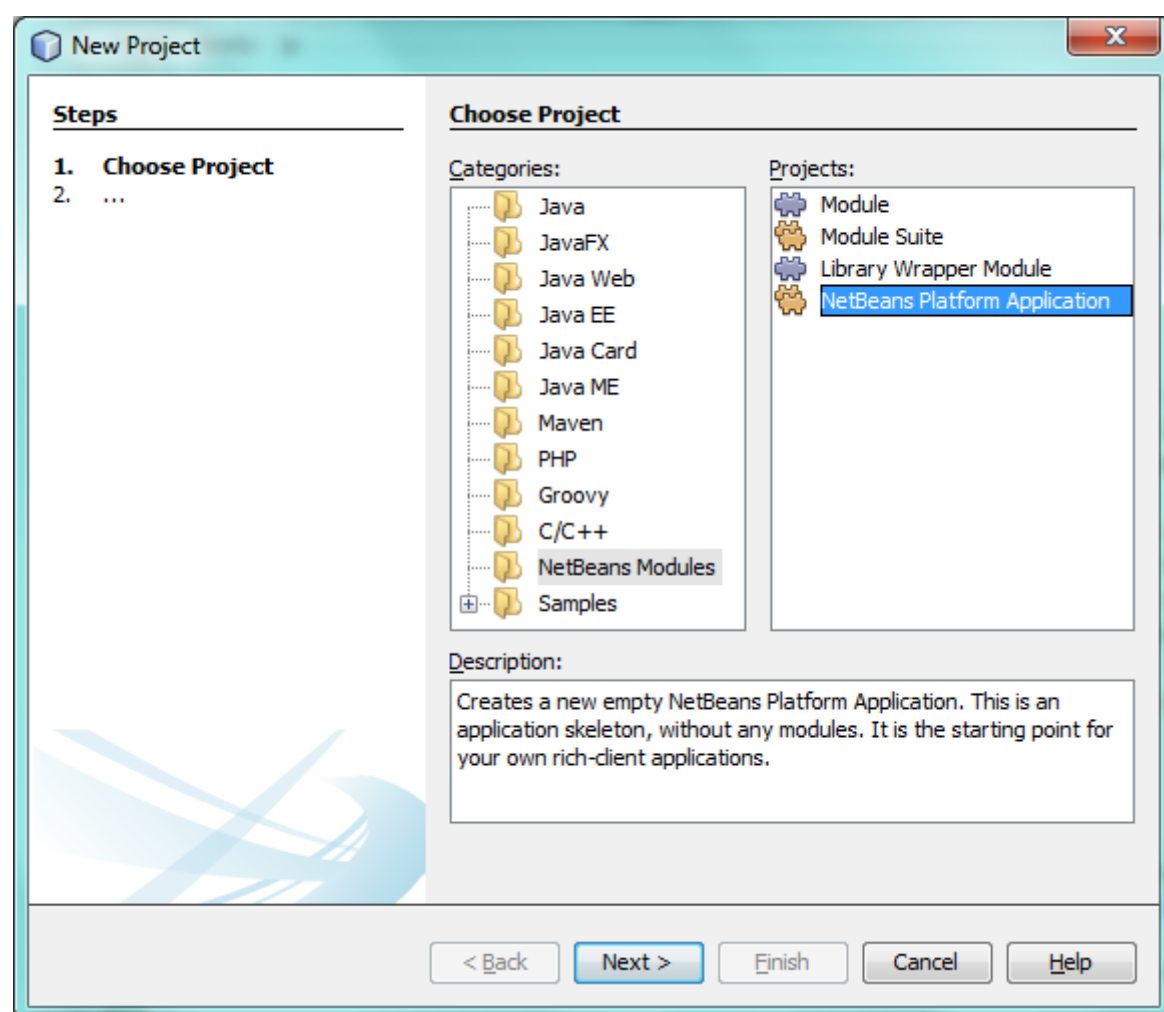 New Project
Steps
1. Choose Project
2. ...
Choose Project
Categories:
Java
JavaFX
Java Web
Java EE
Java Card
Java ME
Maven
PHP
Groovy
C/C++
NetBeans Modules
Samples
Projects:
Module
Module Suite
Library Wrapper Module
NetBeans Platform Application
Description:
Creates a new empty NetBeans Platform Application. This is an
application skeleton, without any modules. It is the starting point for
your own rich-client applications.
< Back Next > Finish Cancel Help